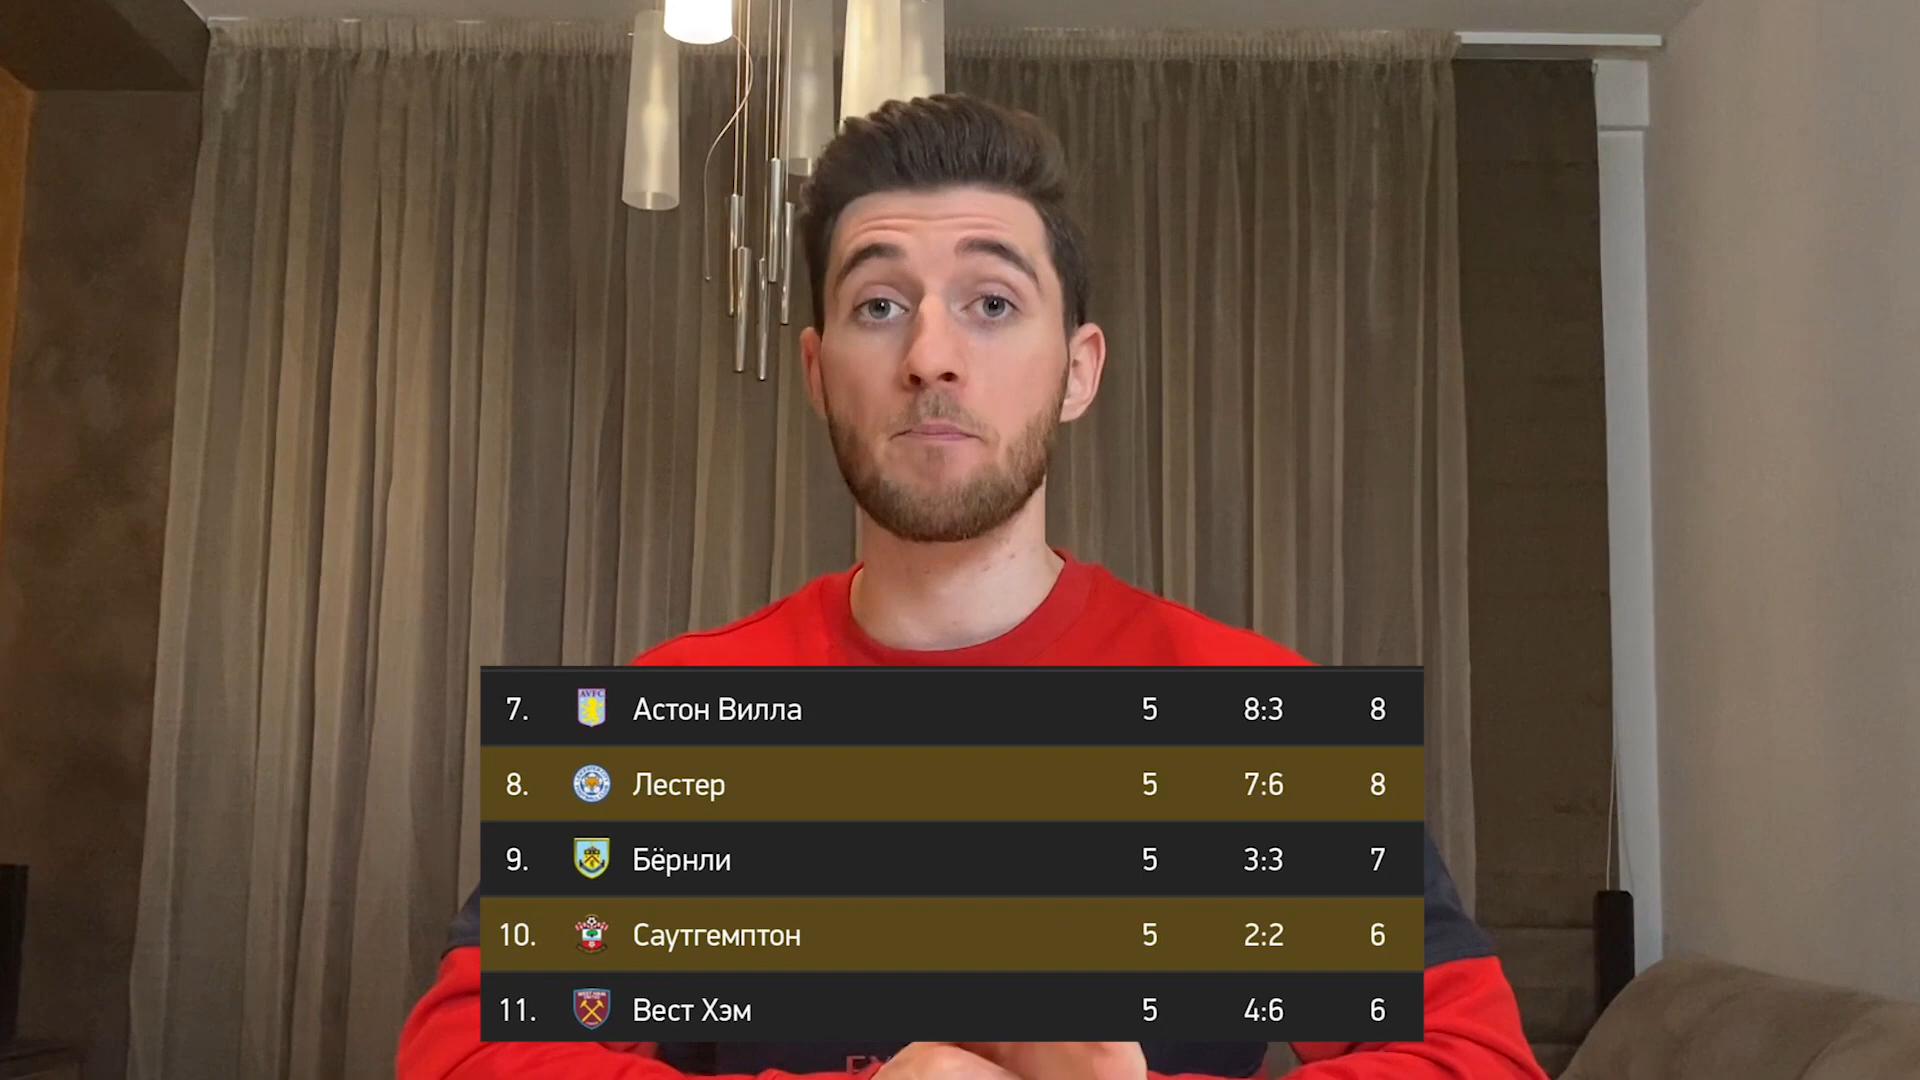 7. AVFC Астон Вилла 5 8:3 8
8. Лестер 5 7:6 8
9. Бёрнли 5 3:3 7
10. Саутгемптон 5 2:2 6
11. Вест Хэм 5 4:6 6